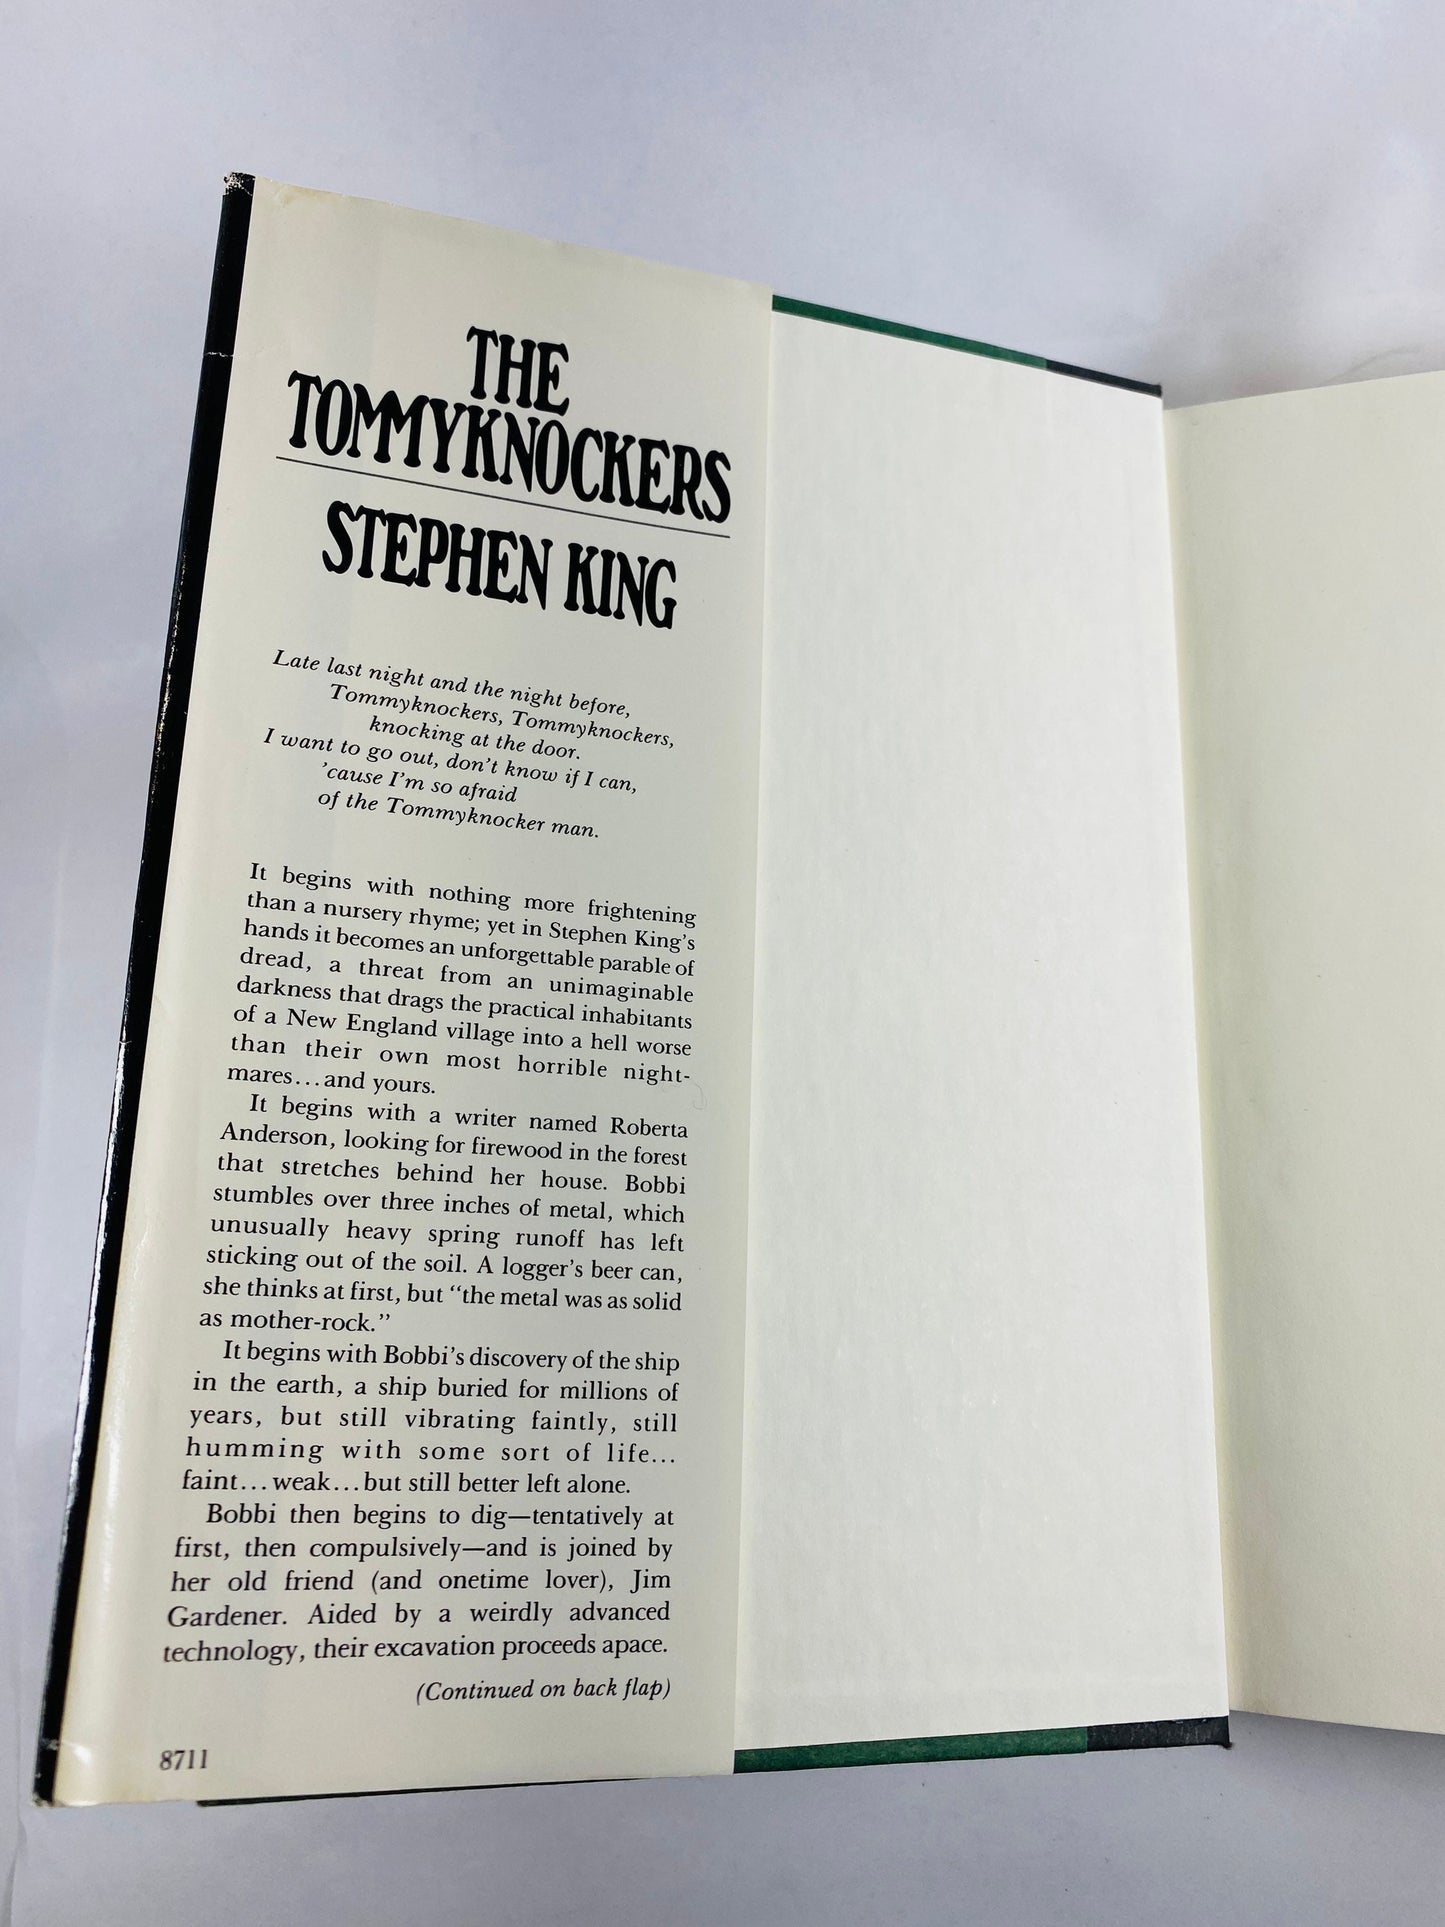 THE
TOMMYKNOCKERS
STEPHEN KING
Late last night and the night before,
Tommyknockers, Tommyknockers,
knocking at the door.
I want to go out, don't know if I can,
'cause I'm so afraid
of the Tommyknocker man.
It begins with nothing more frightening
than a nursery rhyme; yet in Stephen King's
hands it becomes an unforgettable parable of
dread, a threat from an unimaginable
darkness that drags the practical inhabitants
of a New England village into a hell worse
than their own most horrible night-
mares...and yours.
It begins with a writer named Roberta
Anderson, looking for firewood in the forest
that stretches behind her house. Bobbi
stumbles over three inches of metal, which
unusually heavy spring runoff has left
sticking out of the soil. A logger's beer can,
she thinks at first, but "the metal was as solid
as mother-rock."
It begins with Bobbi's discovery of the ship
in the earth, a ship buried for millions of
years, but still vibrating faintly, still
humming with some sort of life...
faint...weak...but still better left alone.
Bobbi then begins to dig—tentatively at
first, then compulsively—and is joined by
her old friend (and onetime lover), Jim
Gardener. Aided by a weirdly advanced
technology, their excavation proceeds apace.
(Continued on back flap)
8711